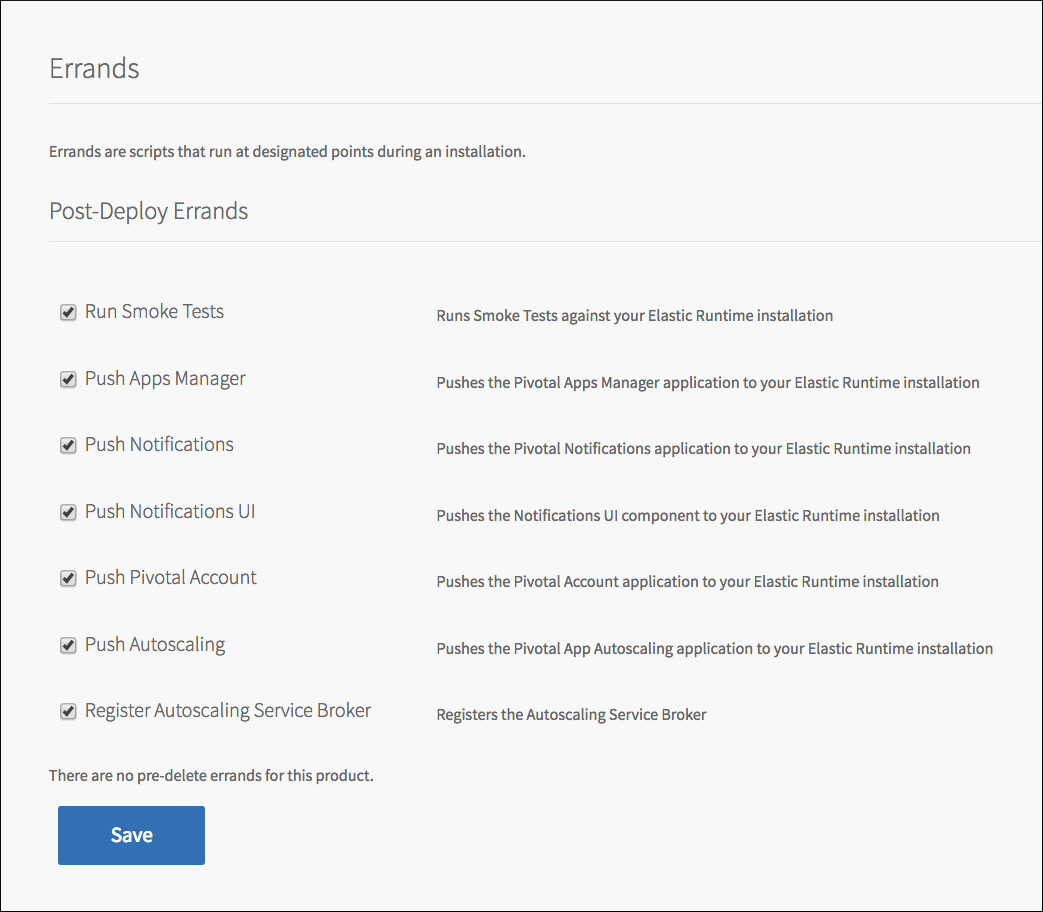 Errands
Errands are scripts that run at designated points during an installation.
Post-Deploy Errands
Run Smoke Tests Runs Smoke Tests against your Elastic Runtime installation
Push Apps Manager Pushes the Pivotal Apps Manager application to your Elastic Runtime installation
Push Notifications Pushes the Pivotal Notifications application to your Elastic Runtime installation
Push Notifications UI Pushes the Notifications UI component to your Elastic Runtime installation
Push Pivotal Account Pushes the Pivotal Account application to your Elastic Runtime installation
Push Autoscaling Pushes the Pivotal App Autoscaling application to your Elastic Runtime installation
Register Autoscaling Service Broker Registers the Autoscaling Service Broker
There are no pre-delete errands for this product.
Save